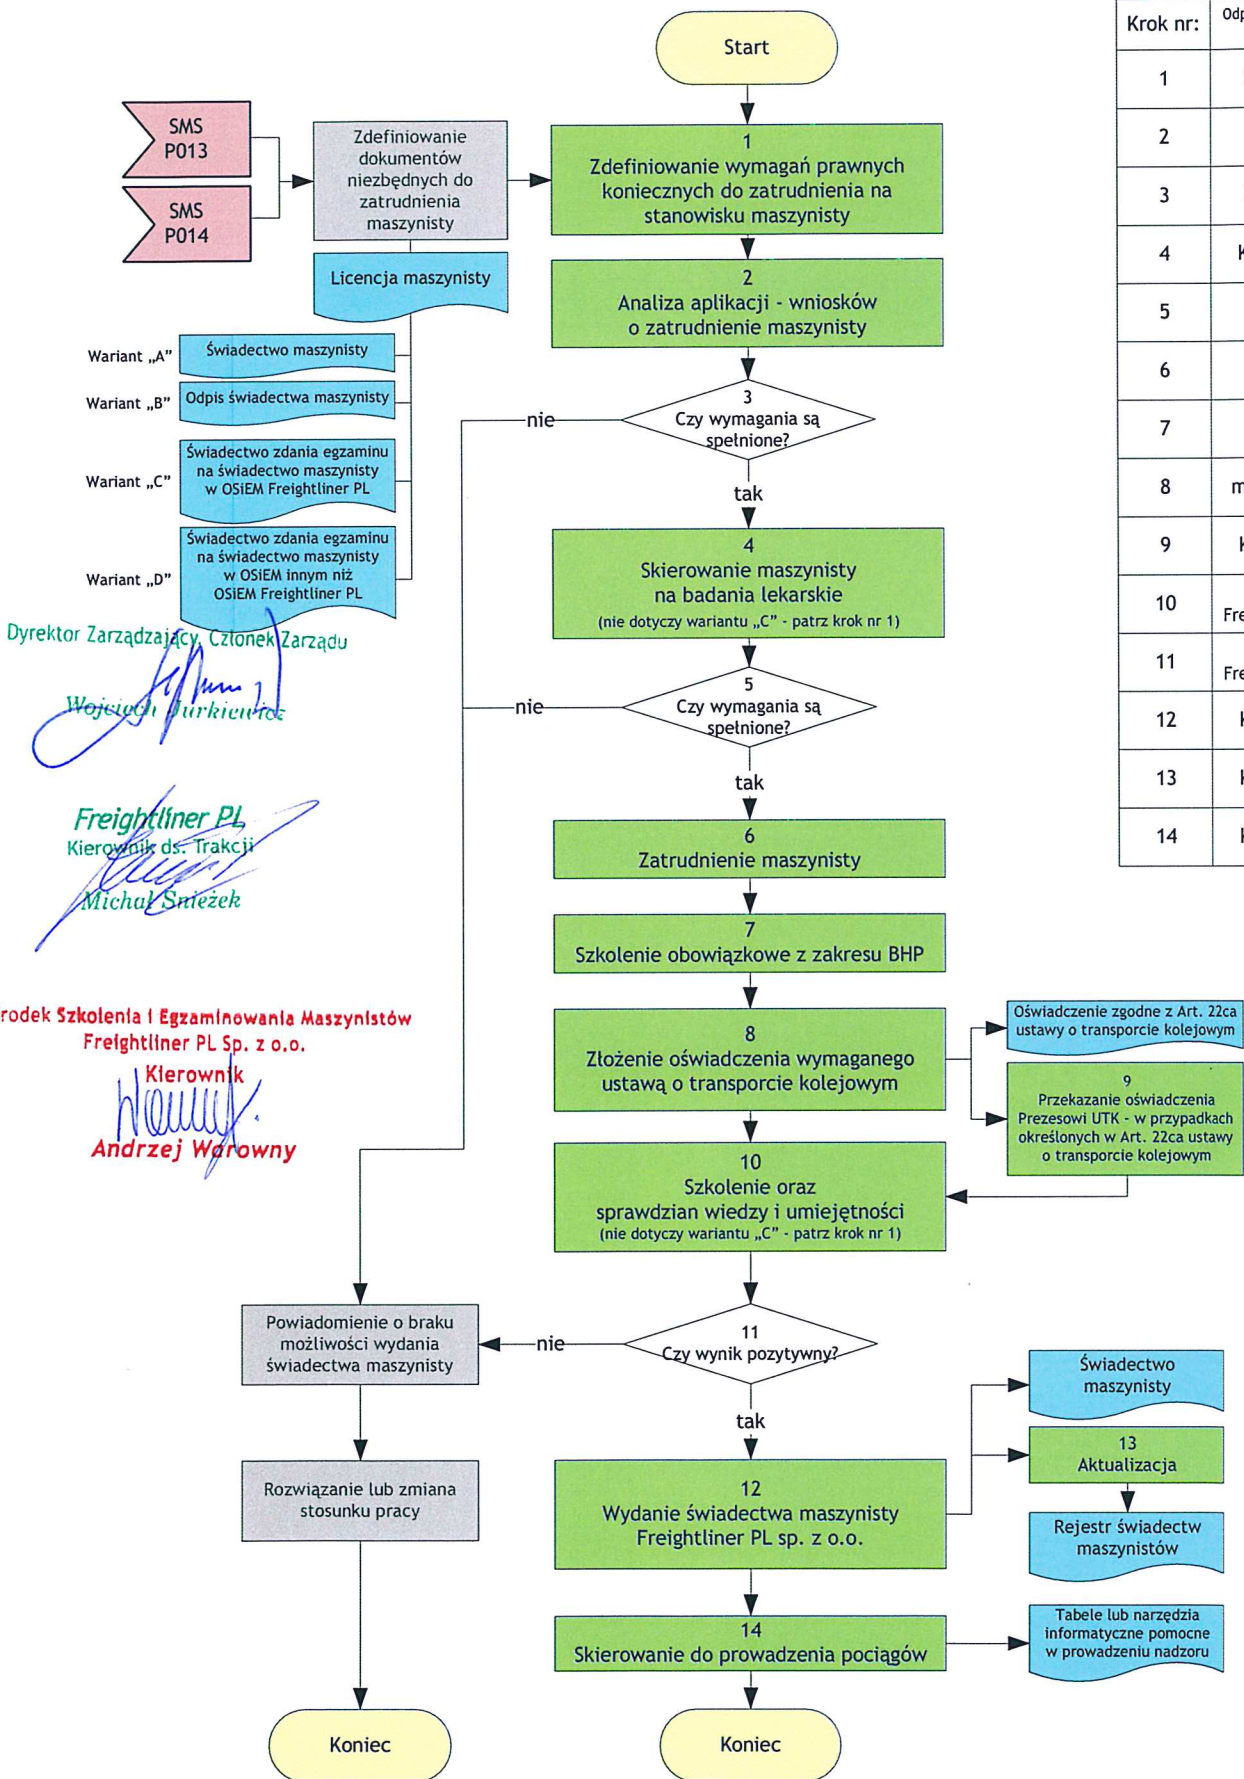 Start
SMS
P013
SMS
P014
Zdefiniowanie
dokumentów
niezbędnych do
zatrudnienia
maszynisty
Licencja maszynisty
Wariant „A”
Świadectwo maszynisty
Wariant „B”
Odpis świadectwa maszynisty
Wariant „C”
Świadectwo zdania egzaminu
na świadectwo maszynisty
w OSiEM Freightliner PL
Wariant „D”
Świadectwo zdania egzaminu
na świadectwo maszynisty
w OSiEM innym niż
OSiEM Freightliner PL
1
Zdefiniowanie wymagań prawnych
koniecznych do zatrudnienia na
stanowisku maszynisty
2
Analiza aplikacji - wniosków
o zatrudnienie maszynisty
3
Czy wymagania są
spełnione?
nie
tak
4
Skierowanie maszynisty
na badania lekarskie
(nie dotyczy wariantu „C” - patrz krok nr 1)
5
Czy wymagania są
spełnione?
nie
tak
6
Zatrudnienie maszynisty
7
Szkolenie obowiązkowe z zakresu BHP
8
Złożenie oświadczenia wymaganego
ustawą o transporcie kolejowym
Oświadczenie zgodne z Art. 22ca
ustawy o transporcie kolejowym
9
Przekazanie oświadczenia
Prezesowi UTK - w przypadkach
określonych w Art. 22ca ustawy
o transporcie kolejowym
10
Szkolenie oraz
sprawdzian wiedzy i umiejętności
(nie dotyczy wariantu „C” - patrz krok nr 1)
11
Czy wynik pozytywny?
nie
tak
Powiadomienie o braku
możliwości wydania
świadectwa maszynisty
Rozwiązanie lub zmiana
stosunku pracy
Koniec
12
Wydanie świadectwa maszynisty
Freightliner PL sp. z o.o.
Świadectwo
maszynisty
13
Aktualizacja
Rejestr świadectw
maszynistów
14
Skierowanie do prowadzenia pociągów
Tabele lub narzędzia
informatyczne pomocne
w prowadzeniu nadzoru
Koniec
Dyrektor Zarządzający, Członek Zarządu
Wojciech Jurkiewicz
Freightliner PL
Kierownik ds. Trakcji
Michał Śnieżek
rodek Szkolenia i Egzaminowania Maszynistów
Freightliner PL Sp. z o.o.
Kierownik
Andrzej Warowny
Krok nr: Odp
1
2
3
4 K
5
6
7
8 m
9 K
10 Fre
11 Fre
12 K
13 K
14 K